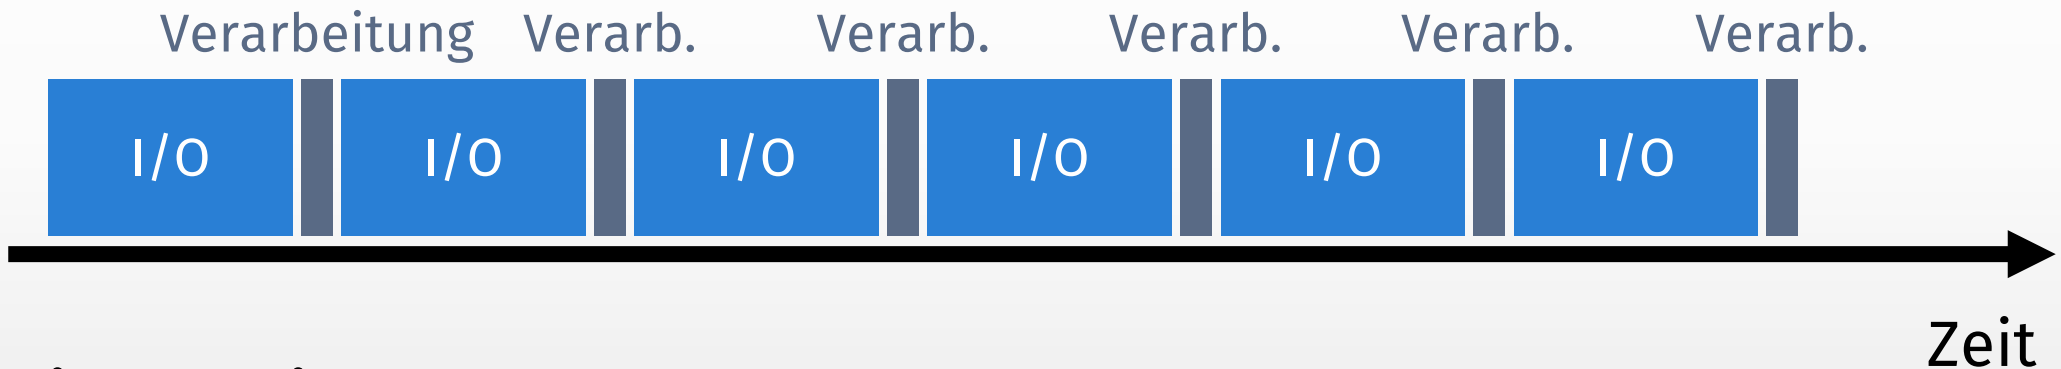 Verarbeitung Verarb. Verarb. Verarb. Verarb. Verarb.
I/O I/O I/O I/O I/O I/O
Zeit